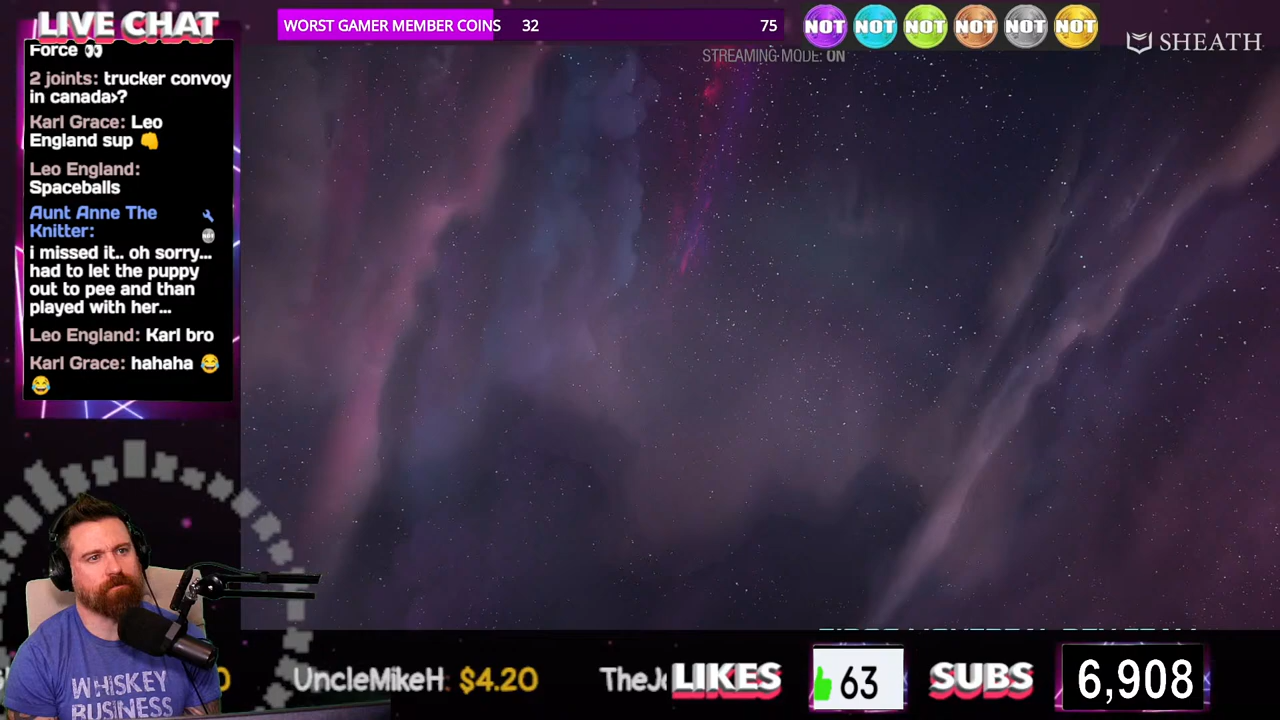 LIVE CHAT
Force 👀
2 joints: trucker convoy
in canada>?
Karl Grace: Leo
England sup 👊
Leo England:
Spaceballs
Aunt Anne The
Knitter:
i missed it.. oh sorry...
had to let the puppy
out to pee and than
played with her...
Leo England: Karl bro
Karl Grace: hahaha 😂
😂
WORST GAMER MEMBER COINS 32 75
NOT NOT NOT NOT NOT NOT
SHEATH
STREAMING MODE: ON
WHISKEY
BUSINESS
UncleMikeH: $4.20
LIKES 63 SUBS 6,908